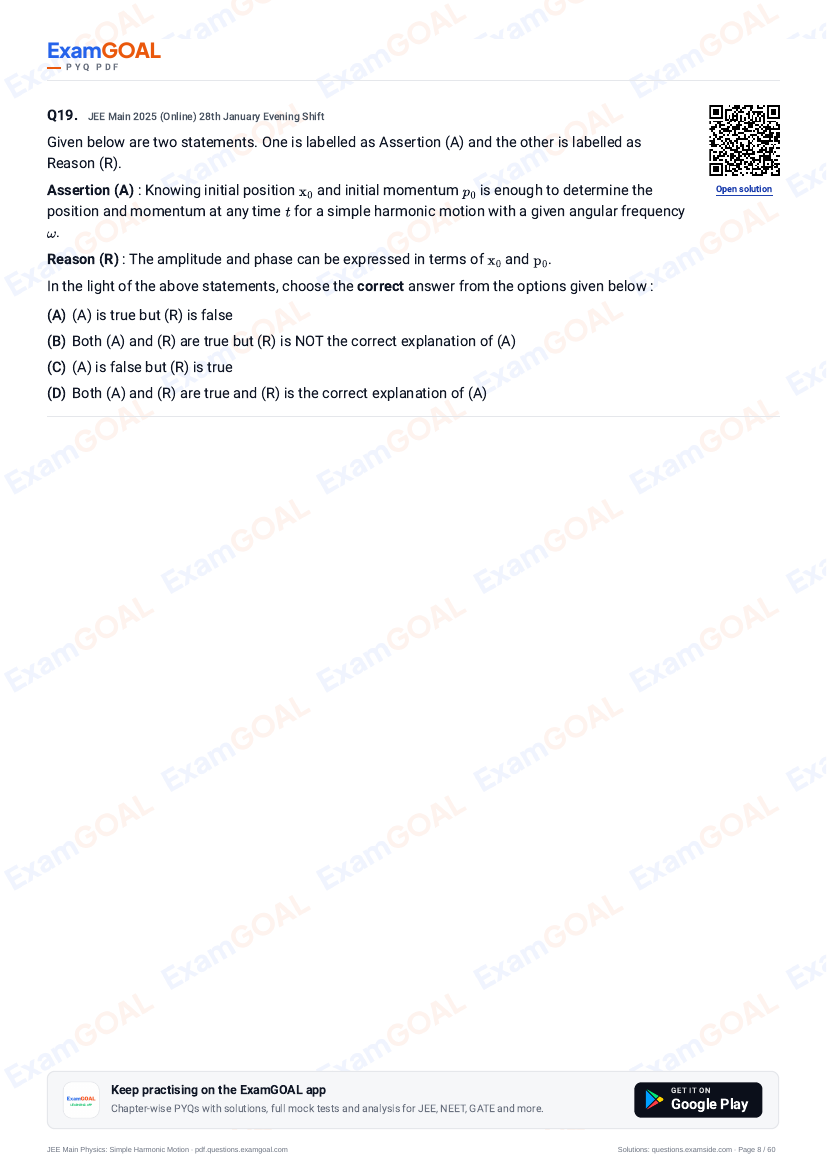 ExamGOAL
PYQ PDF
Q19. JEE Main 2025 (Online) 28th January Evening Shift
Given below are two statements. One is labelled as Assertion (A) and the other is labelled as
Reason (R).
Open solution
Assertion (A) : Knowing initial position x₀ and initial momentum p₀ is enough to determine the
position and momentum at any time t for a simple harmonic motion with a given angular frequency
ω.
Reason (R) : The amplitude and phase can be expressed in terms of x₀ and p₀.
In the light of the above statements, choose the correct answer from the options given below :
(A) (A) is true but (R) is false
(B) Both (A) and (R) are true but (R) is NOT the correct explanation of (A)
(C) (A) is false but (R) is true
(D) Both (A) and (R) are true and (R) is the correct explanation of (A)
ExamGOAL
Keep practising on the ExamGOAL app
Chapter-wise PYQs with solutions, full mock tests and analysis for JEE, NEET, GATE and more.
GET IT ON
Google Play
JEE Main Physics: Simple Harmonic Motion · pdf.questions.examgoal.com
Solutions: questions.examside.com · Page 8 / 60